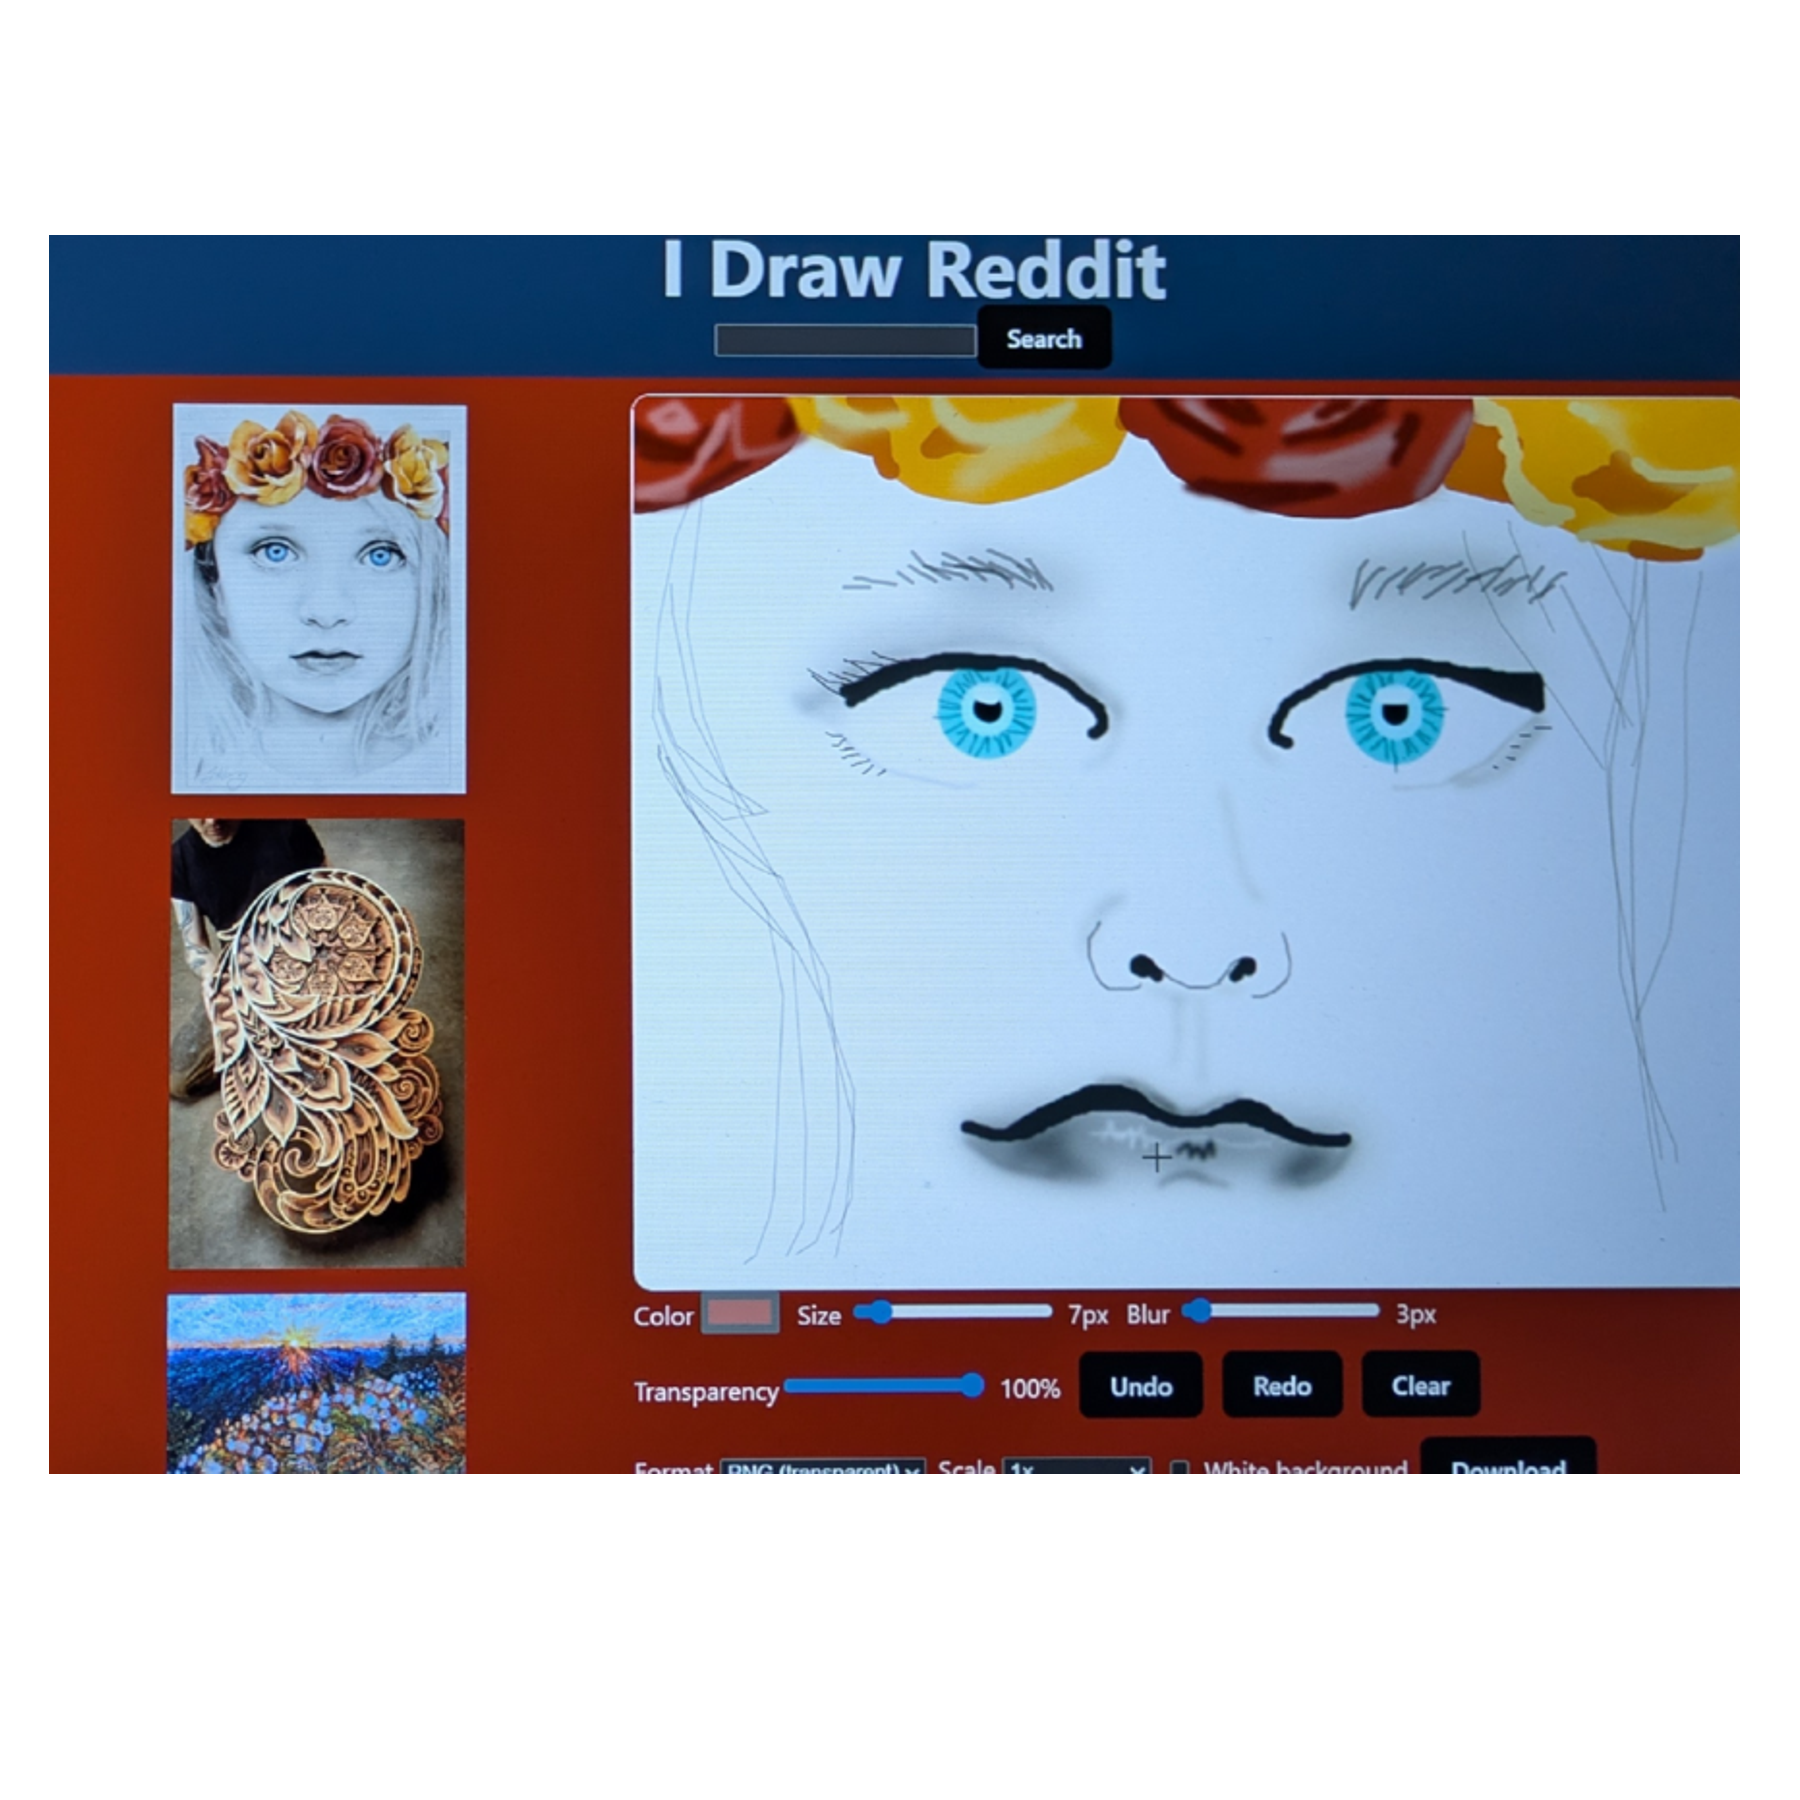 I Draw Reddit
Search
Color Size 7px Blur 3px
Transparency 100% Undo Redo Clear
Format PNG (transparent) Scale 1x White background Download